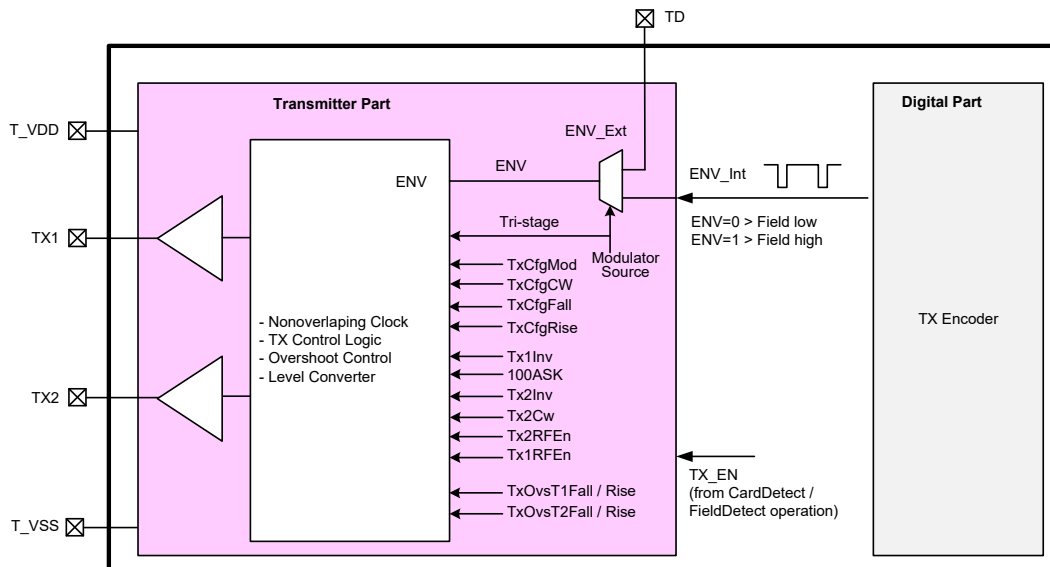 TD
Transmitter Part
Digital Part
T_VDD
ENV_Ext
ENV
ENV
ENV_Int
ENV=0 > Field low
ENV=1 > Field high
Tri-stage
Modulator
Source
TX1
TxCfgMod
TxCfgCW
TxCfgFall
TxCfgRise
- Nonoverlaping Clock
- TX Control Logic
- Overshoot Control
- Level Converter
TX Encoder
Tx1Inv
100ASK
Tx2Inv
Tx2Cw
Tx2RFEn
Tx1RFEn
TX2
TX_EN
(from CardDetect /
FieldDetect operation)
TxOvsT1Fall / Rise
TxOvsT2Fall / Rise
T_VSS